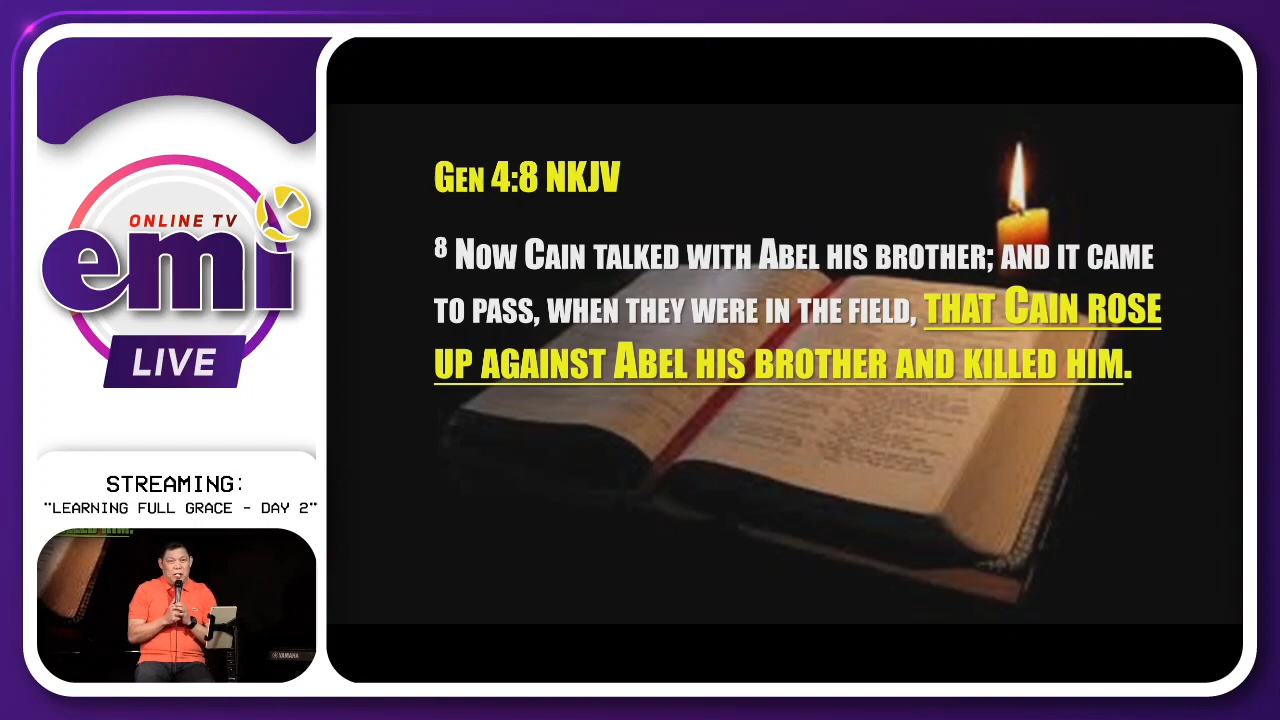 ONLINE TV
emi
LIVE
STREAMING:
"LEARNING FULL GRACE - DAY 2"
YAMAHA
GEN 4:8 NKJV
8 NOW CAIN TALKED WITH ABEL HIS BROTHER; AND IT CAME
TO PASS, WHEN THEY WERE IN THE FIELD, THAT CAIN ROSE
UP AGAINST ABEL HIS BROTHER AND KILLED HIM.